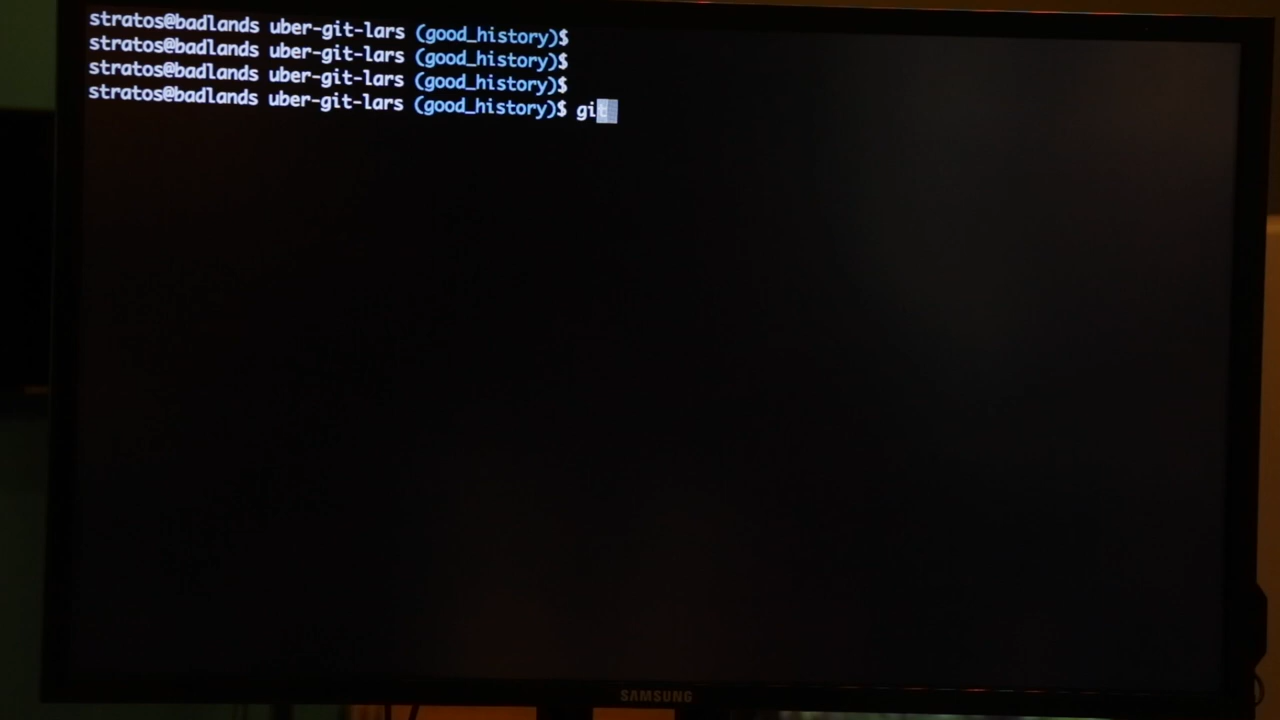 stratos@badlands uber-git-lars (good_history)$
stratos@badlands uber-git-lars (good_history)$
stratos@badlands uber-git-lars (good_history)$
stratos@badlands uber-git-lars (good_history)$ git
SAMSUNG